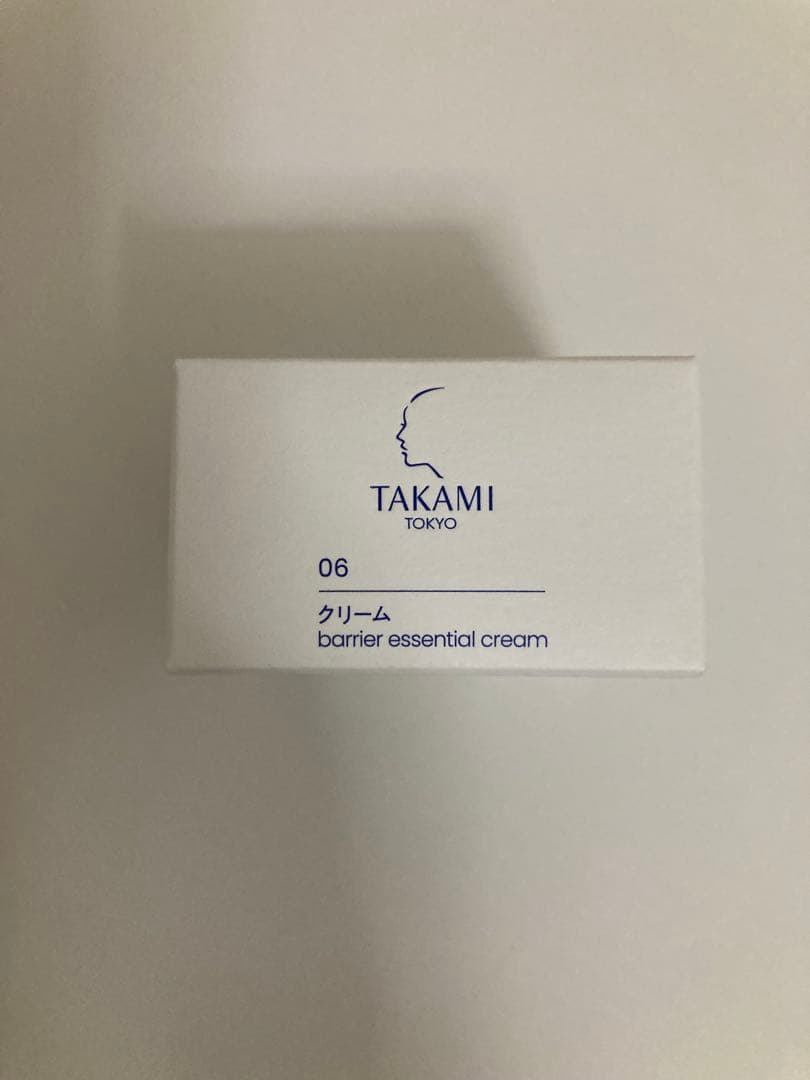 TAKAMI
TOKYO
06
クリーム
barrier essential cream